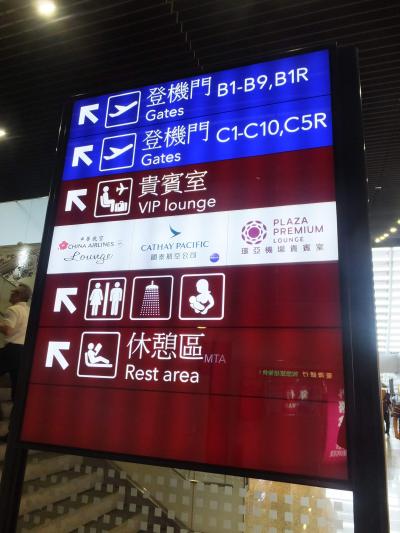 登機門 B1-B9,B1R
Gates
登機門 C1-C10,C5R
Gates
貴賓室
VIP lounge
中華航空
CHINA AIRLINES
Lounge
CATHAY PACIFIC
國泰航空公司
PLAZA
PREMIUM
LOUNGE
環亞機場貴賓室
休憩區
MTA
Rest area